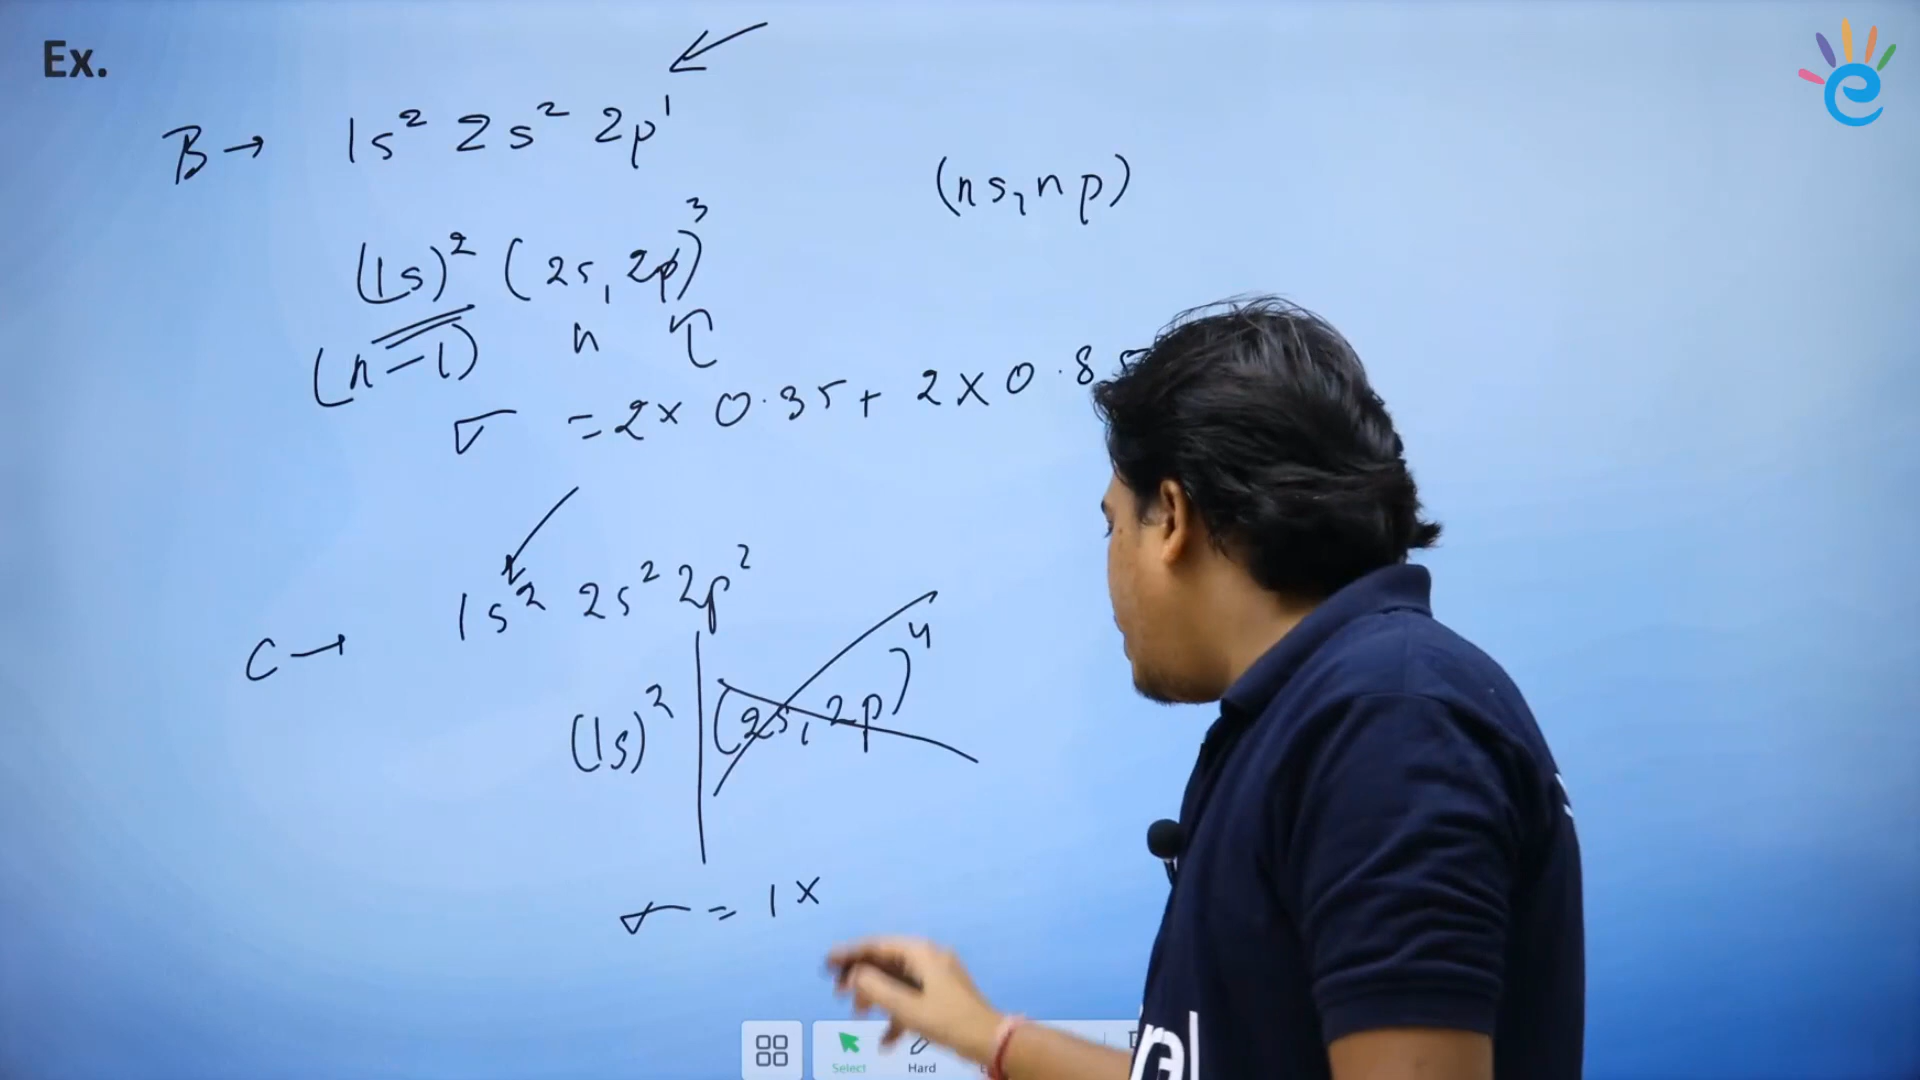 Ex.
B → 1s² 2s² 2p¹
(ns, np)
(1s)² (2s, 2p)³
(n-1) n
σ = 2 × 0.35 + 2 × 0.8
C → 1s² 2s² 2p²
(1s)² (2s, 2p)⁴
σ = 1 ×
Select Hard